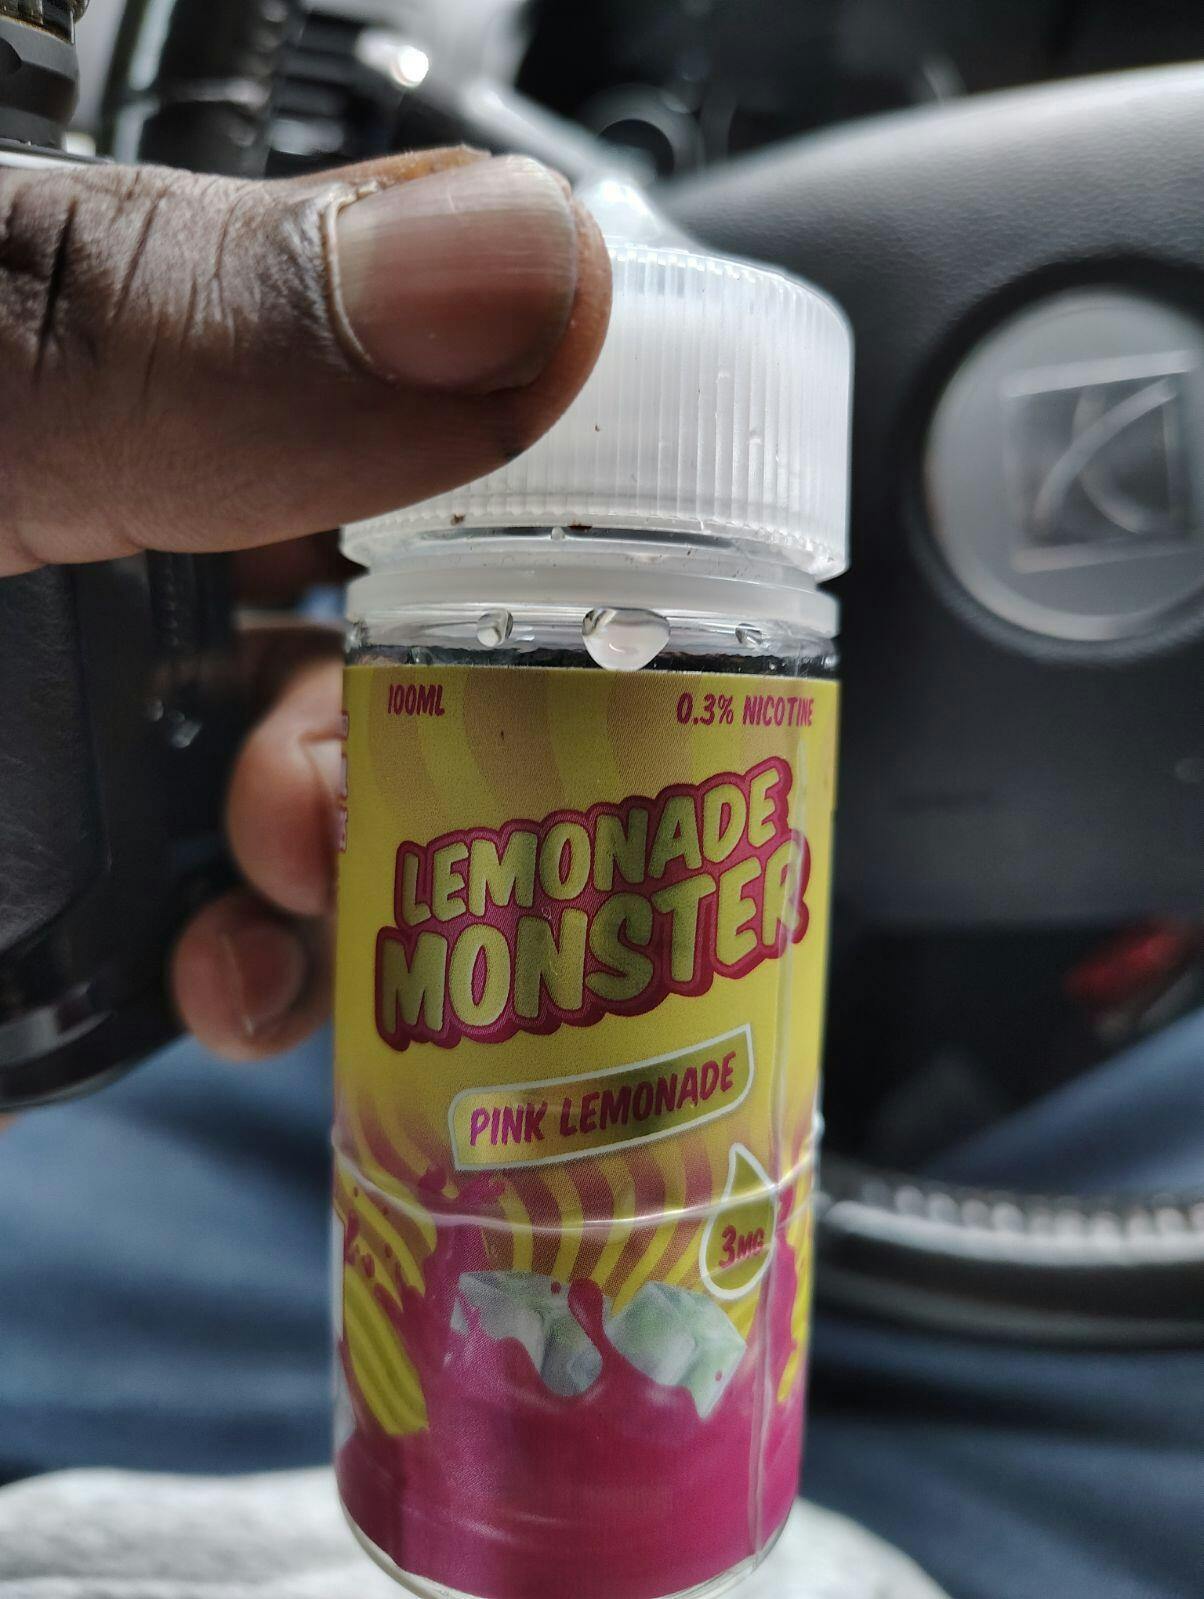 100ML
0.3% NICOTINE
LEMONADE
MONSTER
PINK LEMONADE
3MG